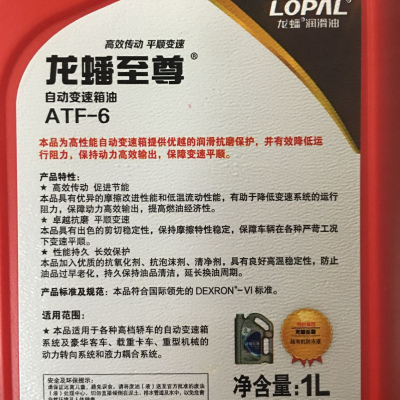 LOPAL
龙蟠®润滑油
高效传动 平顺变速
龙蟠至尊®
自动变速箱油
ATF-6
本品为高性能自动变速箱提供优越的润滑抗磨保护，并有效降低运
行阻力，保持动力高效输出，保障变速平顺。
产品特性：
★ 高效传动 促进节能
本品具有优异的摩擦改进性能和低温流动性能，有助于降低变速系统的运行
阻力，保障动力高效输出，提高燃油经济性。
★ 卓越抗磨 平顺变速
本品具有出色的剪切稳定性，保持摩擦特性稳定，保障车辆在各种严苛况
下变速平顺。
★ 性能持久 长效保护
本品加入优质的抗氧化剂、抗泡沫剂、清净剂，具有良好高温稳定性，防止
油品过早老化，持久保持油品清洁，延长换油周期。
产品标准及规范：本品符合国际领先的 DEXRON®-VI 标准。
适用范围：
★ 本品适用于各种高档轿车的自动变速箱
系统及豪华客车、载重卡车、重型机械的
动力转向系统和液力耦合系统。
龙蟠至尊
安全及环保提示：
净含量：1L